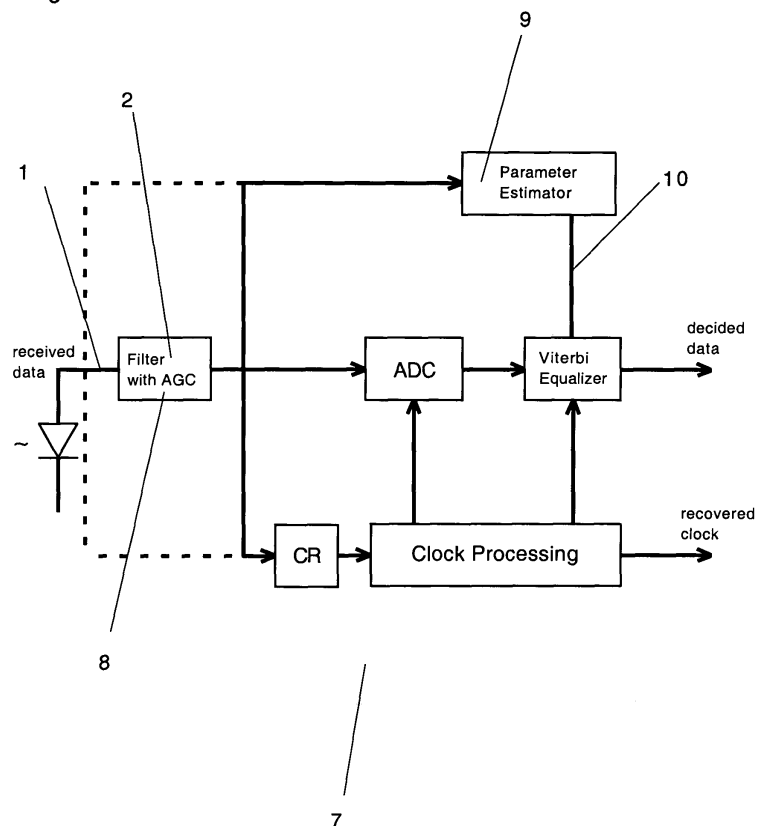 9
2
1
Parameter
Estimator
10
received
data
Filter
with AGC
ADC
Viterbi
Equalizer
decided
data
~
CR
Clock Processing
recovered
clock
8
7